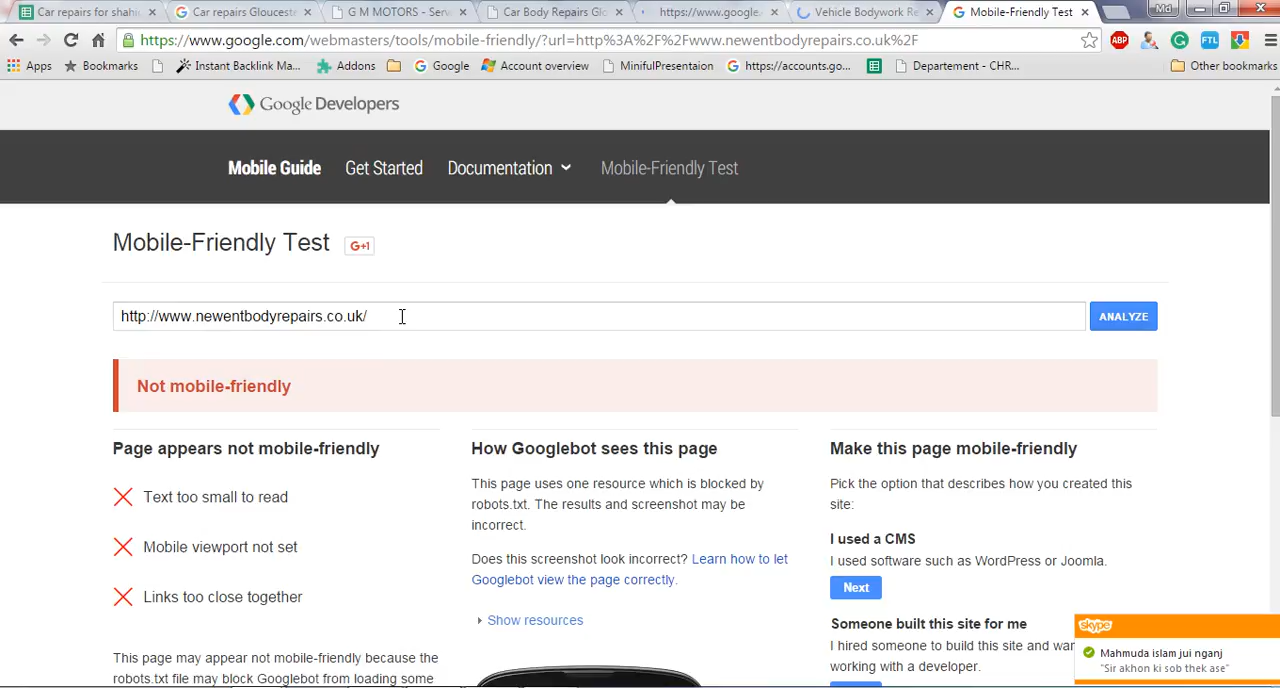 Car repairs for shahi
Car repairs Glouceste
G M MOTORS - Serv
Car Body Repairs Glo
https://www.google.
Vehicle Bodywork Re
Mobile-Friendly Test
Md
https://www.google.com/webmasters/tools/mobile-friendly/?url=http%3A%2F%2Fwww.newentbodyrepairs.co.uk%2F
ABP
FTL
Apps
Bookmarks
Instant Backlink Ma...
Addons
Google
Account overview
MinifulPresentaion
https://accounts.go...
Departement - CHR...
Other bookmarks
Google Developers
Mobile Guide
Get Started
Documentation
Mobile-Friendly Test
Mobile-Friendly Test
G+1
http://www.newentbodyrepairs.co.uk/
ANALYZE
Not mobile-friendly
Page appears not mobile-friendly
Text too small to read
Mobile viewport not set
Links too close together
This page may appear not mobile-friendly because the
robots.txt file may block Googlebot from loading some
How Googlebot sees this page
This page uses one resource which is blocked by
robots.txt. The results and screenshot may be
incorrect.
Does this screenshot look incorrect? Learn how to let
Googlebot view the page correctly.
Show resources
Make this page mobile-friendly
Pick the option that describes how you created this
site:
I used a CMS
I used software such as WordPress or Joomla.
Next
Someone built this site for me
I hired someone to build this site and wan
working with a developer.
skype
Mahmuda islam jui nganj
"Sir akhon ki sob thek ase"